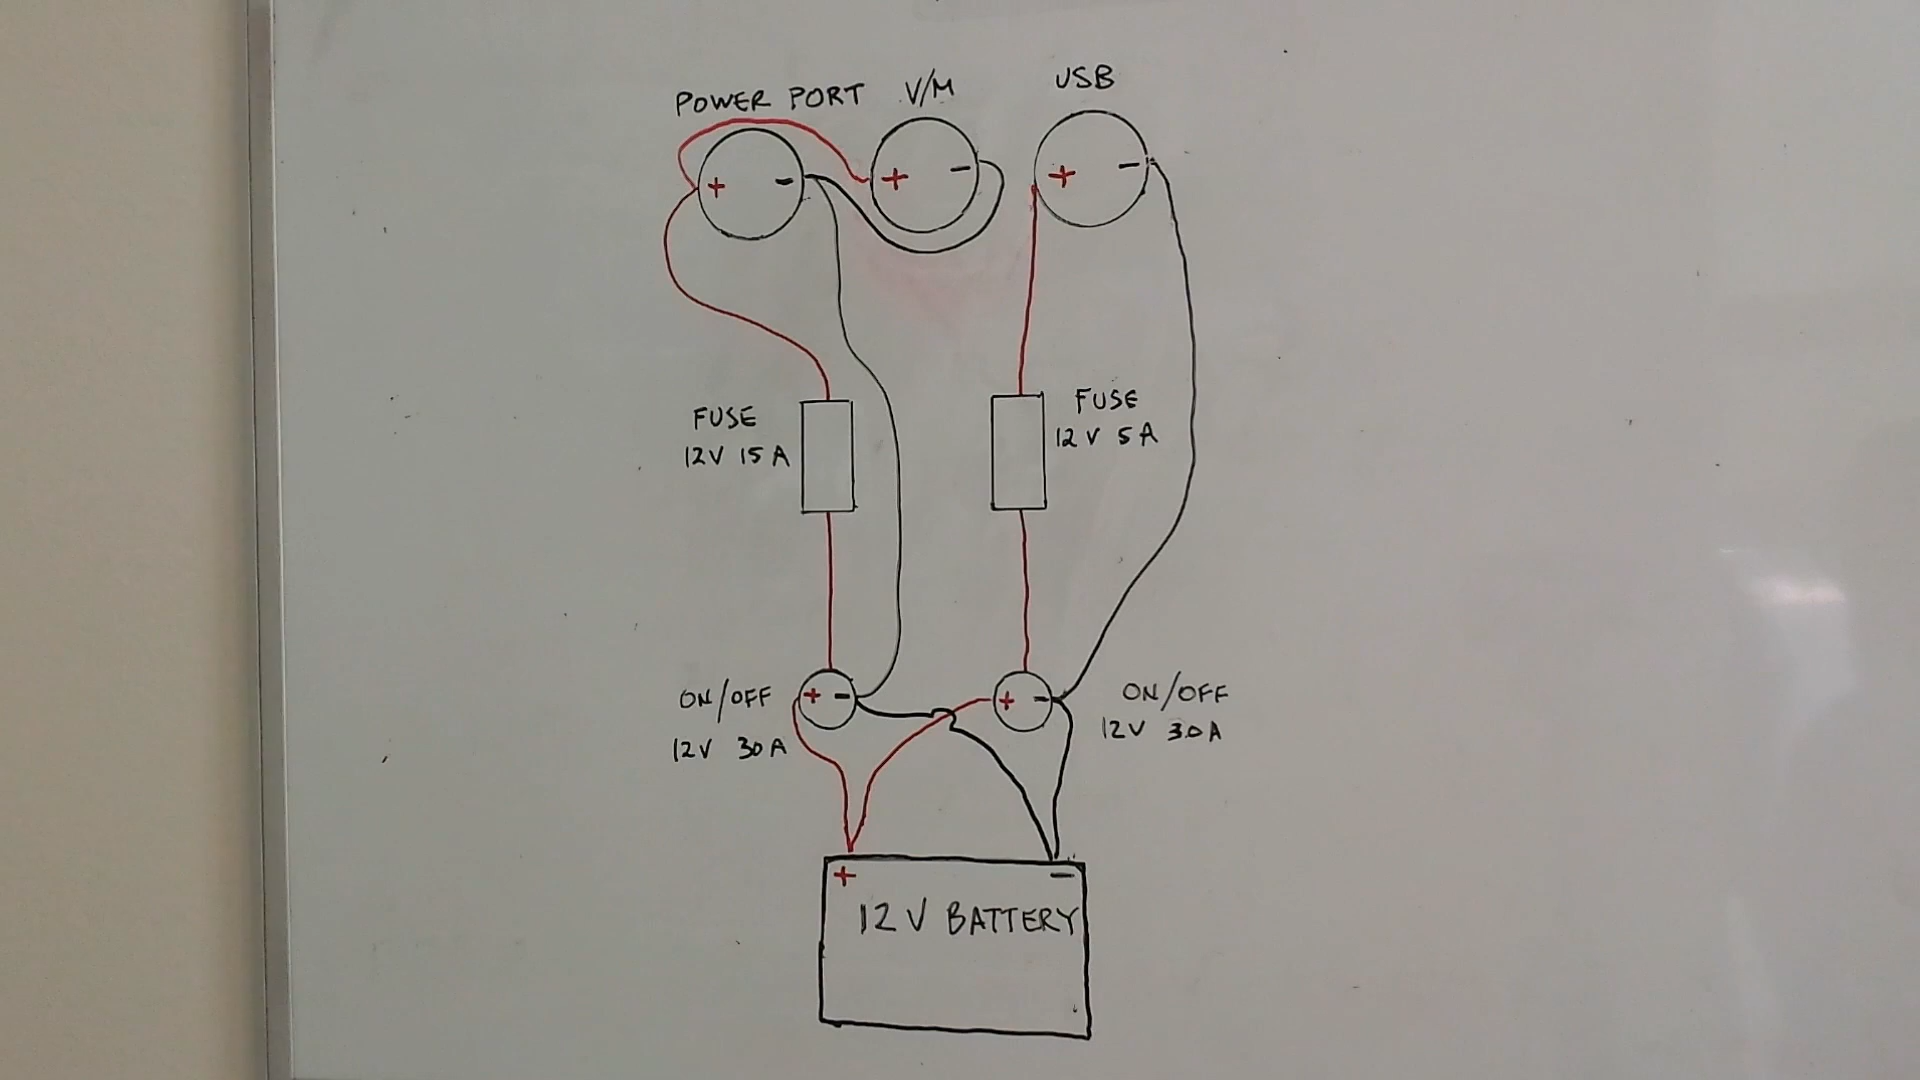 POWER PORT V/M USB
+ - + - + -
FUSE
12V 15A
FUSE
12V 5A
ON/OFF
12V 30A
+ - + -
ON/OFF
12V 30A
+ -
12V BATTERY